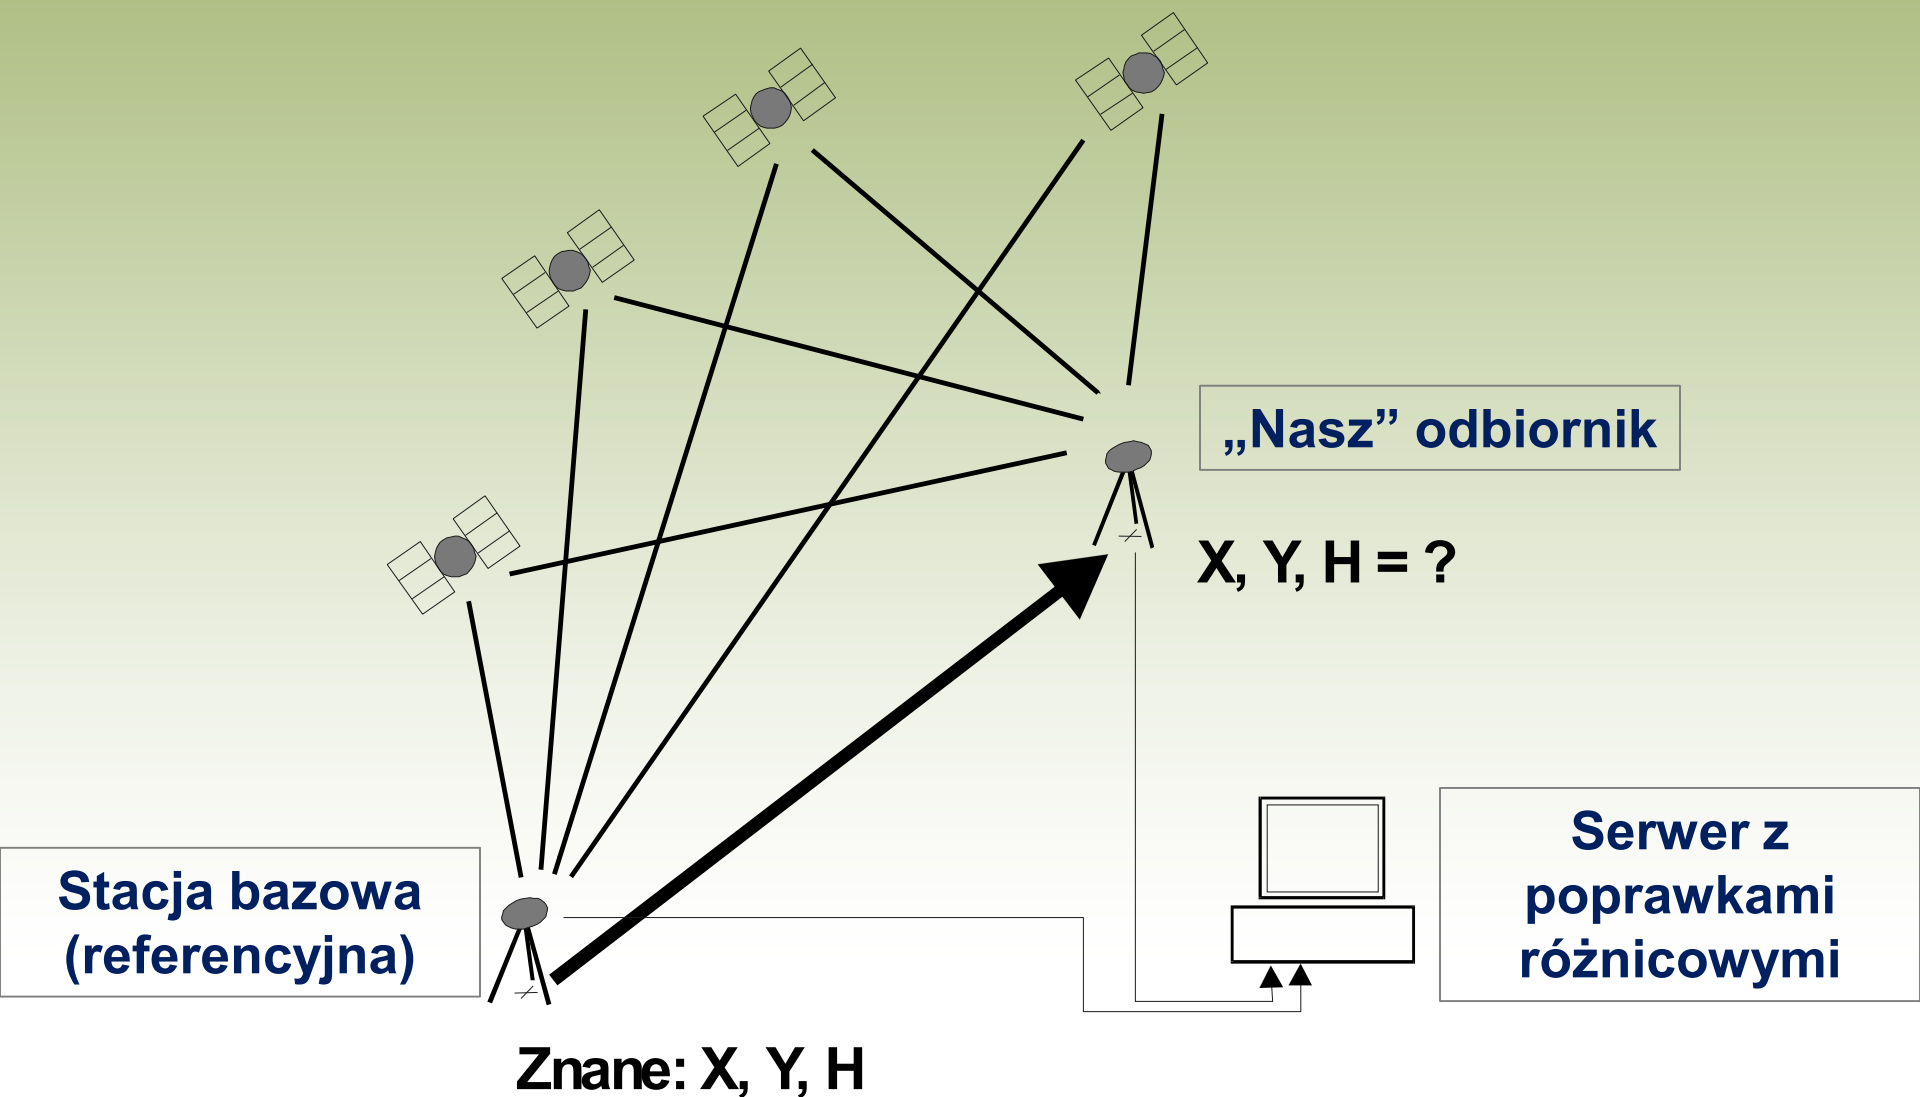 „Nasz” odbiornik
X, Y, H = ?
Serwer z
poprawkami
różnicowymi
Stacja bazowa
(referencyjna)
Znane: X, Y, H